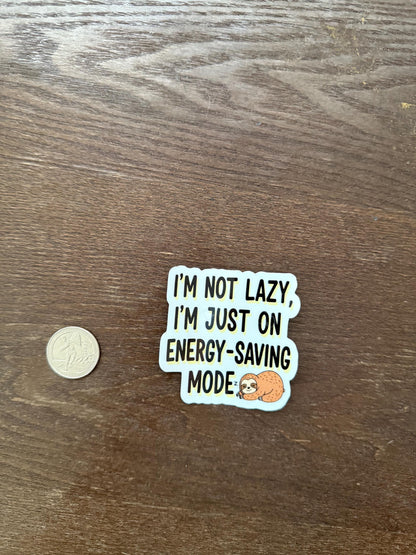 I'M NOT LAZY,
I'M JUST ON
ENERGY-SAVING
MODE.